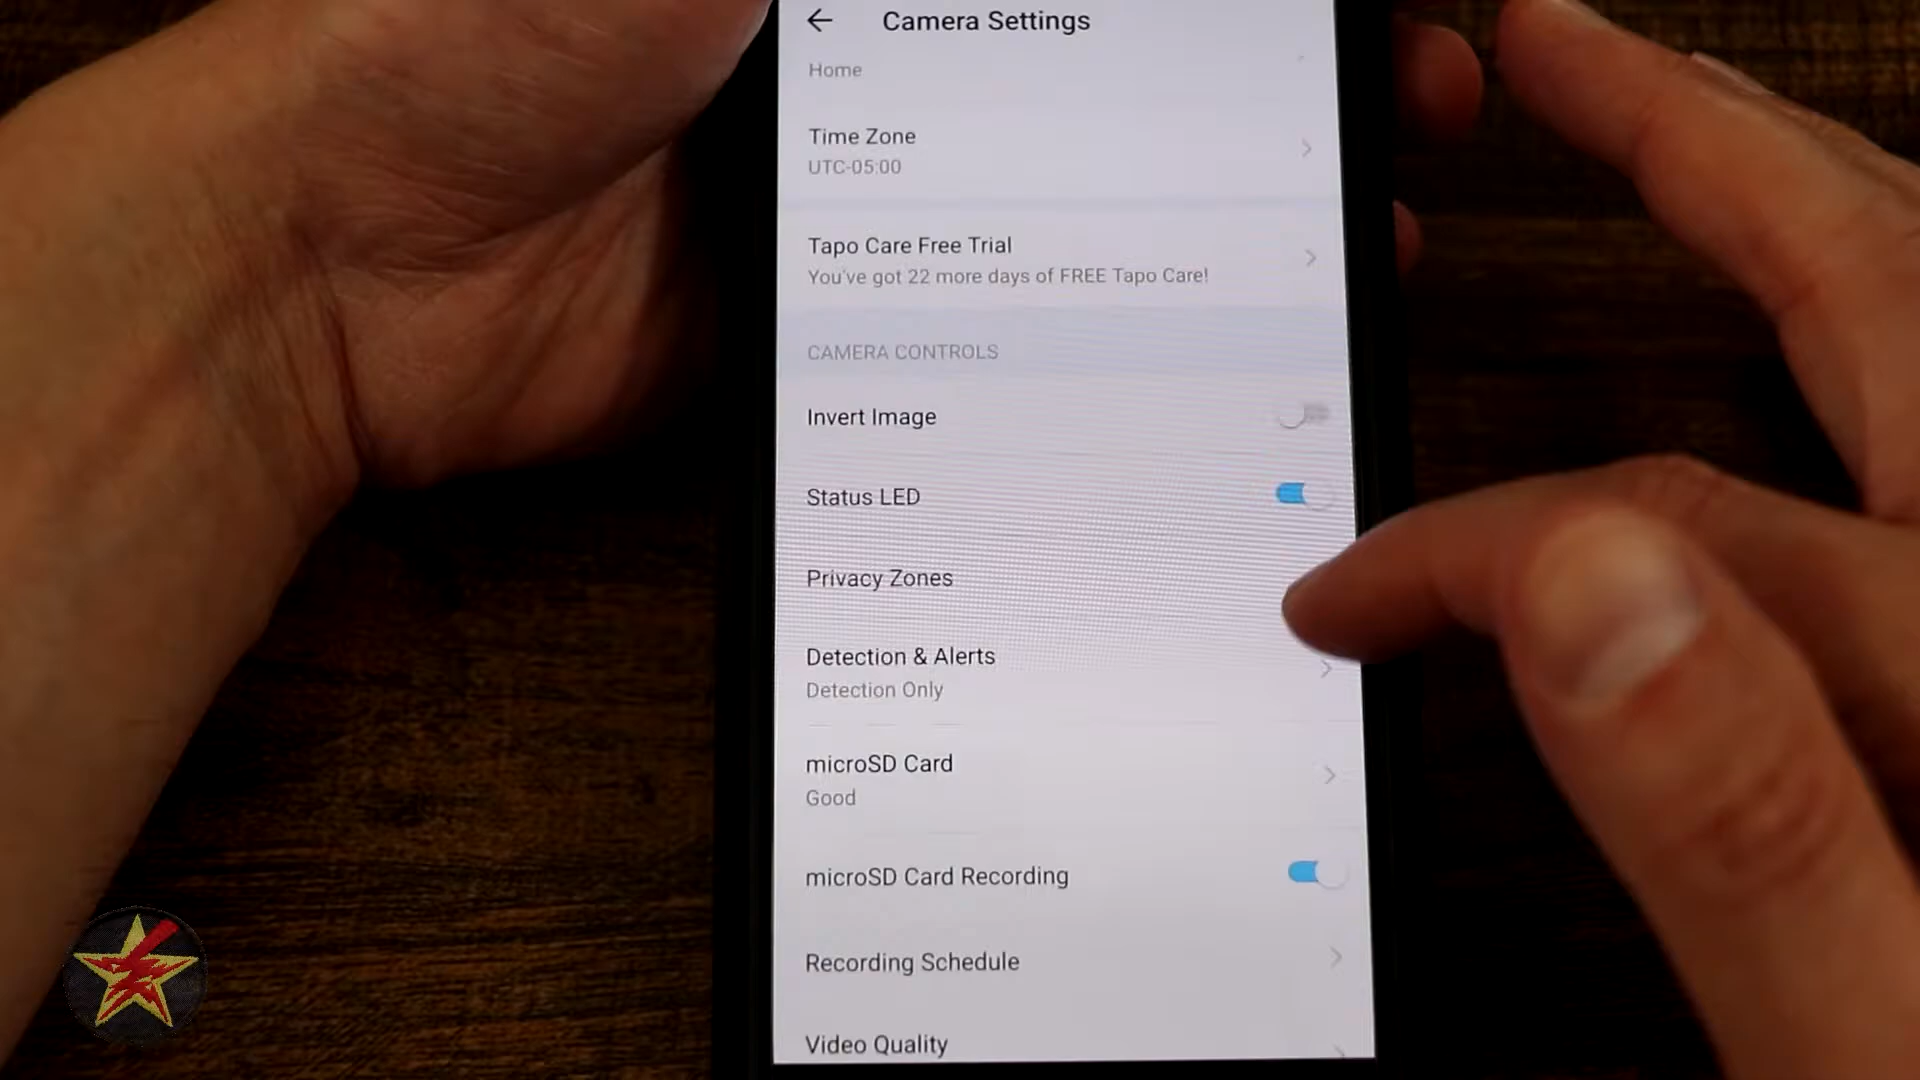 Camera Settings
Home
Time Zone
UTC-05:00
Tapo Care Free Trial
You've got 22 more days of FREE Tapo Care!
CAMERA CONTROLS
Invert Image
Status LED
Privacy Zones
Detection & Alerts
Detection Only
microSD Card
Good
microSD Card Recording
Recording Schedule
Video Quality